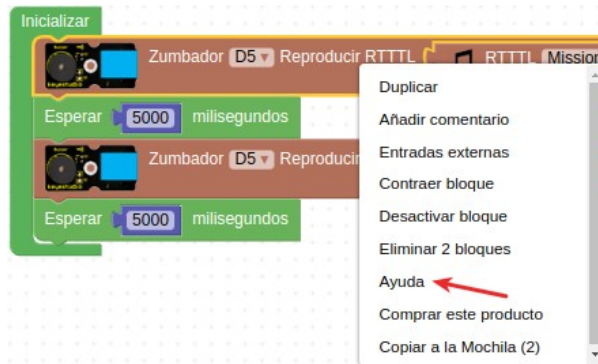 Inicializar
Zumbador D5 Reproducir RTTTL RTTTL Mission
Esperar 5000 milisegundos
Zumbador D5 Reproducir
Esperar 5000 milisegundos
Duplicar
Añadir comentario
Entradas externas
Contraer bloque
Desactivar bloque
Eliminar 2 bloques
Ayuda
Comprar este producto
Copiar a la Mochila (2)